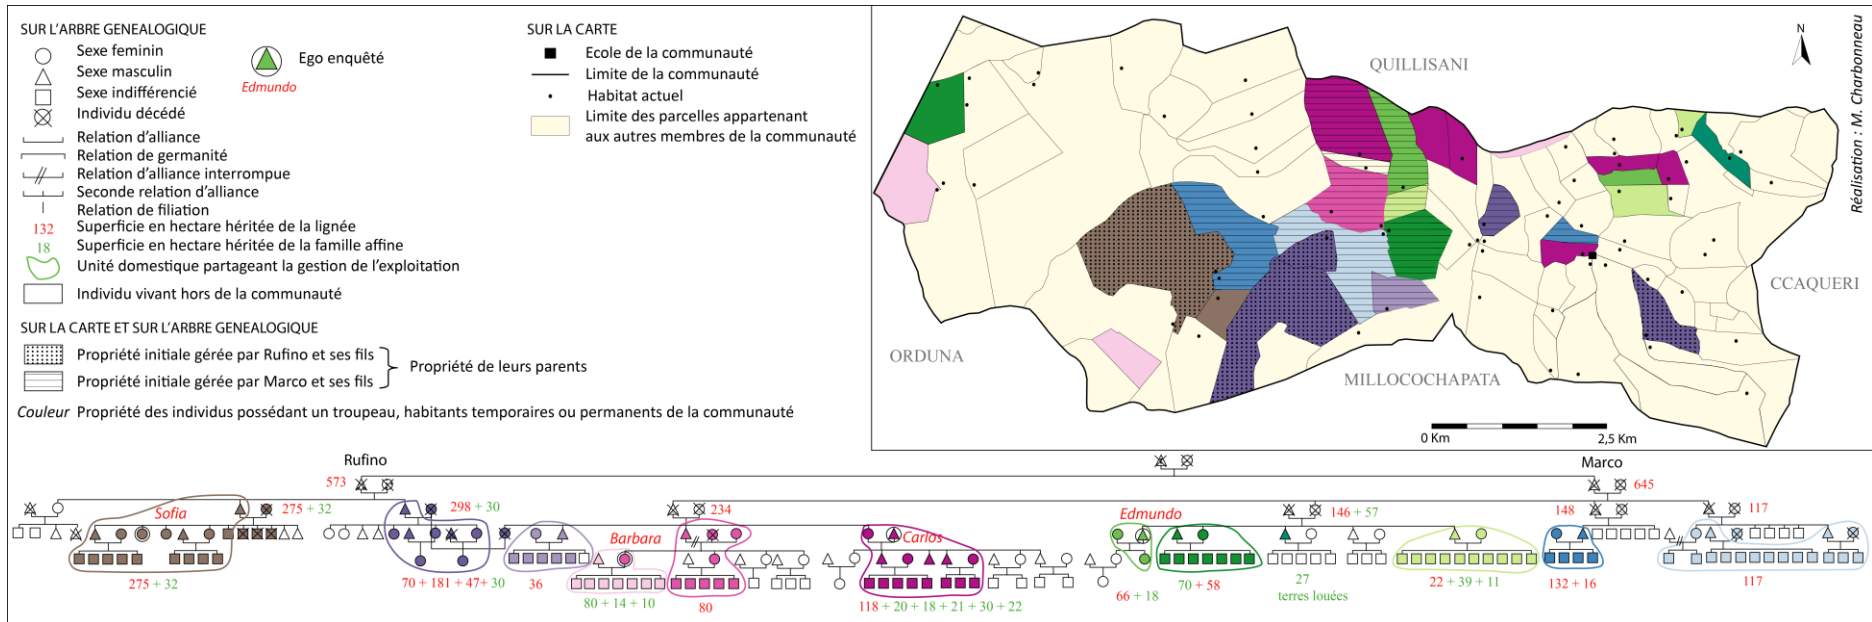 SUR L'ARBRE GENEALOGIQUE
Sexe feminin
Sexe masculin
Sexe indifférencié
Individu décédé
Relation d'alliance
Relation de germanité
Relation d'alliance interrompue
Seconde relation d'alliance
Relation de filiation
132 Superficie en hectare héritée de la lignée
18 Superficie en hectare héritée de la famille affine
Unité domestique partageant la gestion de l'exploitation
Individu vivant hors de la communauté
Ego enquêté
Edmundo
SUR LA CARTE
Ecole de la communauté
Limite de la communauté
Habitat actuel
Limite des parcelles appartenant
aux autres membres de la communauté
SUR LA CARTE ET SUR L'ARBRE GENEALOGIQUE
Propriété initiale gérée par Rufino et ses fils
Propriété initiale gérée par Marco et ses fils
Propriété de leurs parents
Couleur Propriété des individus possédant un troupeau, habitants temporaires ou permanents de la communauté
QUILLISANI
N
Réalisation : M. Charbonneau
CCAQUERI
ORDUNA
MILLOCOCHAPATA
0 Km 2,5 Km
Rufino
Marco
573
645
275 + 32
298 + 30
234
146 + 57
148
117
Sofia
Barbara
Carlos
Edmundo
275 + 32
70 + 181 + 47 + 30
36
80 + 14 + 10
80
118 + 20 + 18 + 21 + 30 + 22
66 + 18
70 + 58
27
terres louées
22 + 39 + 11
132 + 16
117